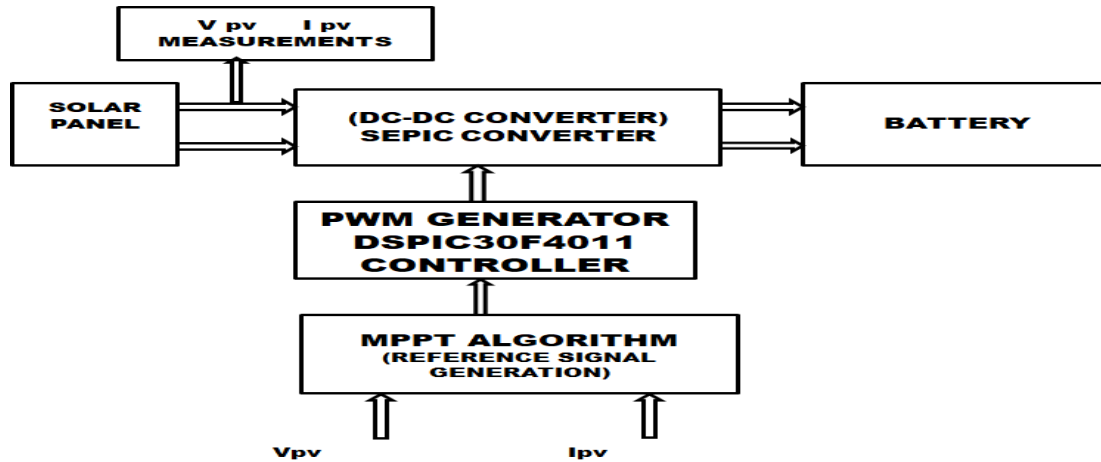 V pv I pv
MEASUREMENTS
SOLAR
PANEL
(DC-DC CONVERTER)
SEPIC CONVERTER
BATTERY
PWM GENERATOR
DSPIC30F4011
CONTROLLER
MPPT ALGORITHM
(REFERENCE SIGNAL
GENERATION)
Vpv
Ipv